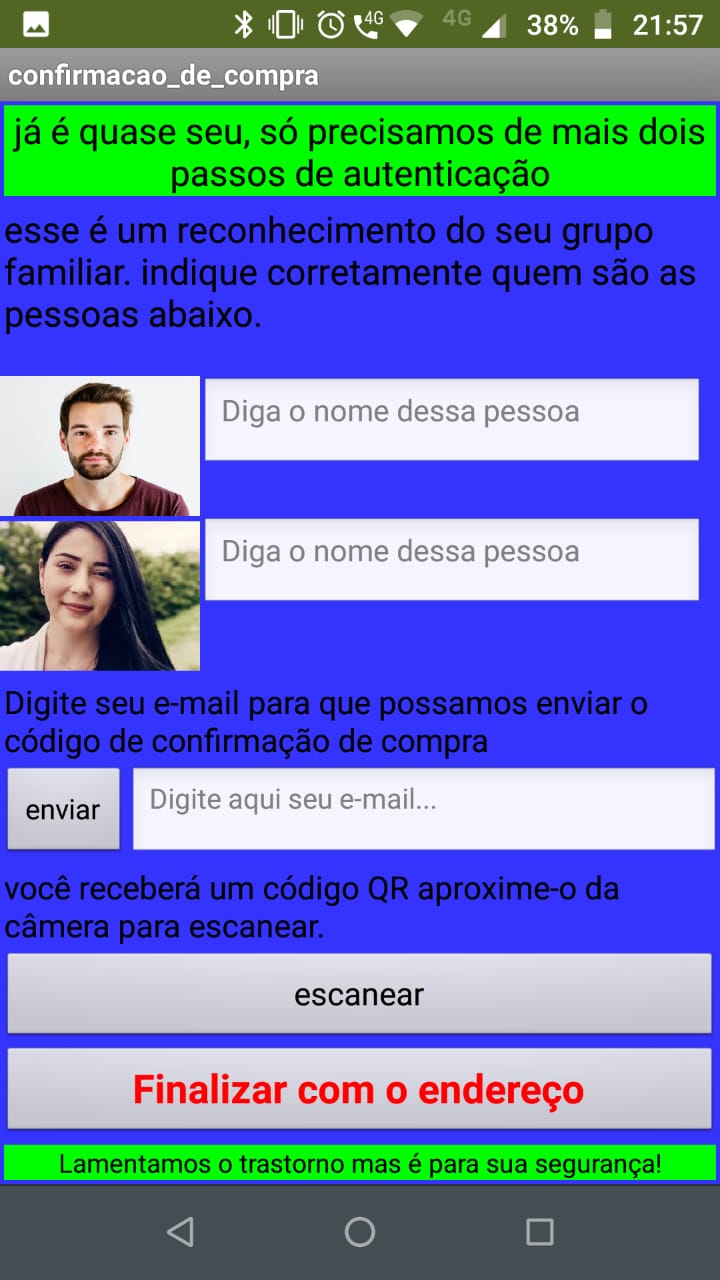 4G 4G 38% 21:57
confirmacao_de_compra
já é quase seu, só precisamos de mais dois
passos de autenticação
esse é um reconhecimento do seu grupo
familiar. indique corretamente quem são as
pessoas abaixo.
Diga o nome dessa pessoa
Diga o nome dessa pessoa
Digite seu e-mail para que possamos enviar o
código de confirmação de compra
enviar
Digite aqui seu e-mail...
você receberá um código QR aproxime-o da
câmera para escanear.
escanear
Finalizar com o endereço
Lamentamos o trastorno mas é para sua segurança!